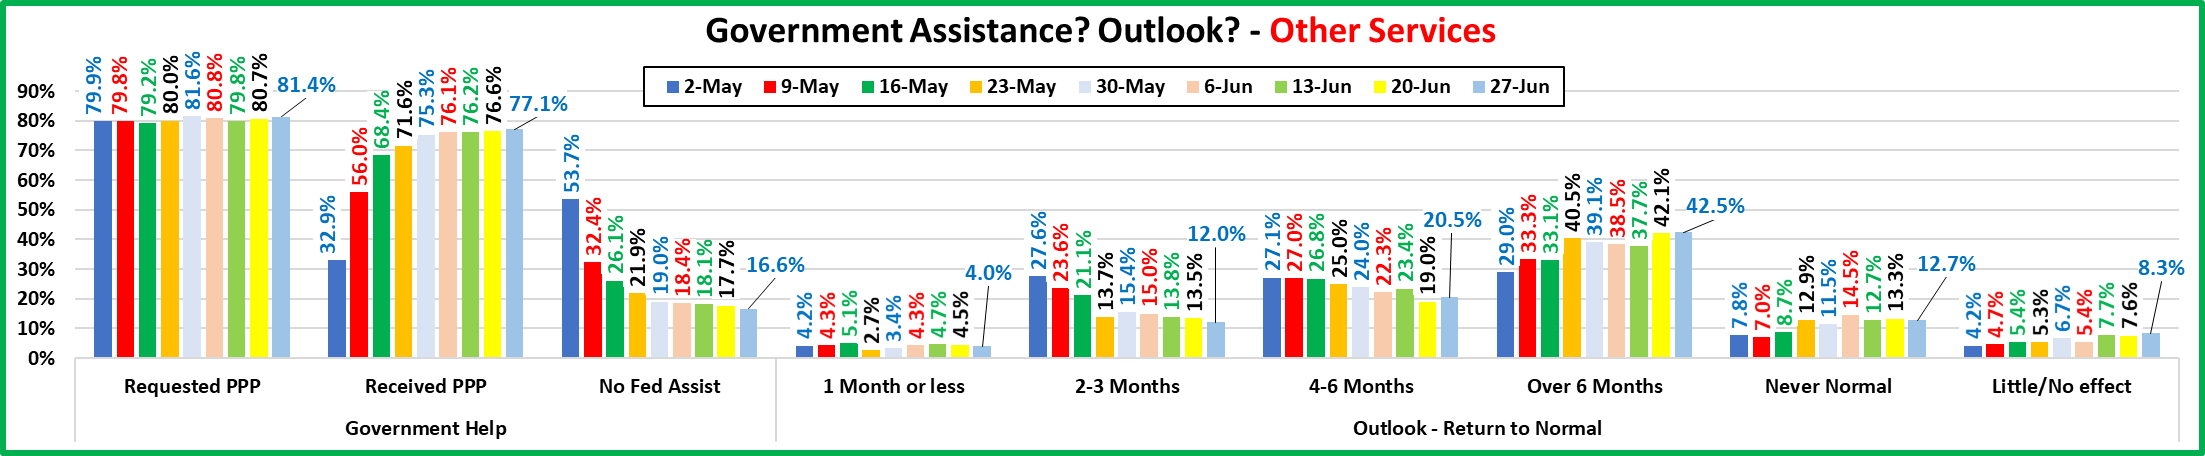 Government Assistance? Outlook? - Other Services
2-May 9-May 16-May 23-May 30-May 6-Jun 13-Jun 20-Jun 27-Jun
90%
80%
70%
60%
50%
40%
30%
20%
10%
0%
79.9% 79.8% 79.2% 80.0% 81.6% 80.8% 79.8% 80.7% 81.4%
32.9% 56.0% 68.4% 71.6% 75.3% 76.1% 76.2% 76.6% 77.1%
53.7% 32.4% 26.1% 21.9% 19.0% 18.4% 18.1% 17.7% 16.6%
4.2% 4.3% 5.1% 2.7% 3.4% 4.3% 4.7% 4.5% 4.0%
27.6% 23.6% 21.1% 13.7% 15.4% 15.0% 13.8% 13.5% 12.0%
27.1% 27.0% 26.8% 25.0% 24.0% 22.3% 23.4% 19.0% 20.5%
29.0% 33.3% 33.1% 40.5% 39.1% 38.5% 37.7% 42.1% 42.5%
7.8% 7.0% 8.7% 12.9% 11.5% 14.5% 12.7% 13.3% 12.7%
4.2% 4.7% 5.4% 5.3% 6.7% 5.4% 7.7% 7.6% 8.3%
Requested PPP Received PPP No Fed Assist 1 Month or less 2-3 Months 4-6 Months Over 6 Months Never Normal Little/No effect
Government Help Outlook - Return to Normal